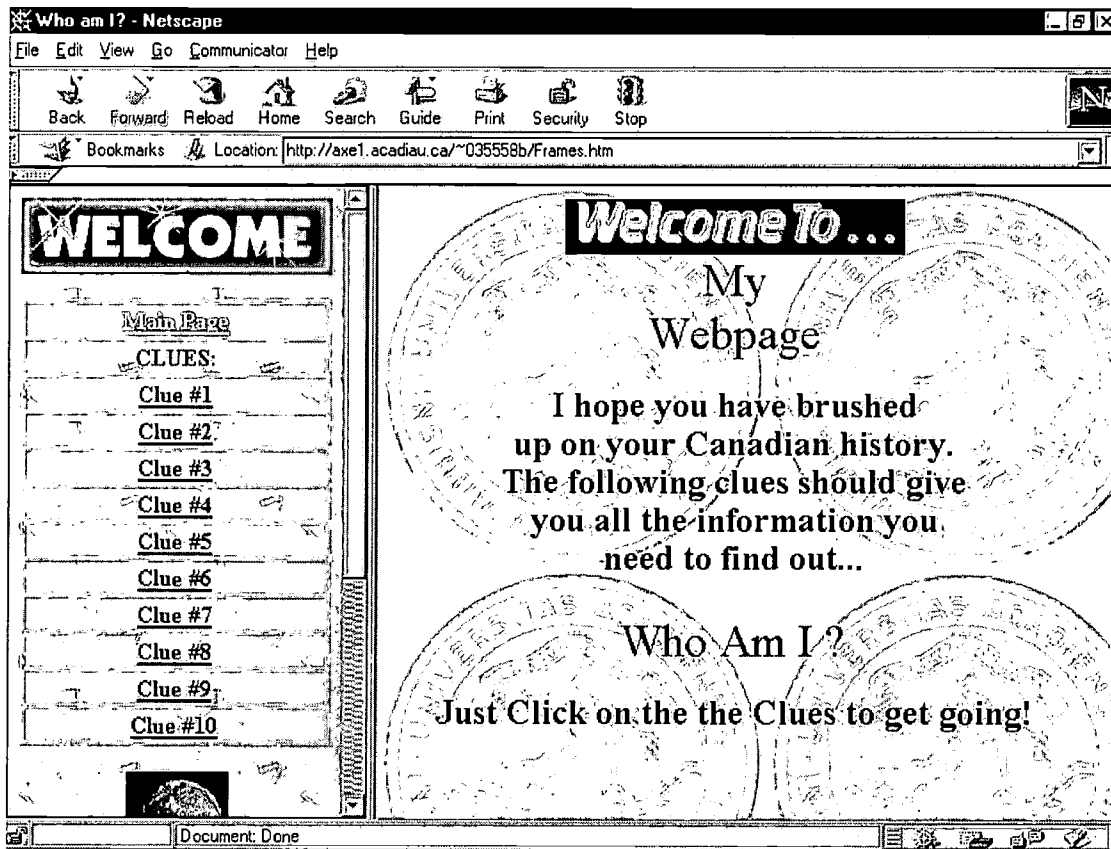 Who am I? - Netscape
File Edit View Go Communicator Help
Back Forward Reload Home Search Guide Print Security Stop
Bookmarks Location: http://axe1.acadiau.ca/~035558b/Frames.htm
WELCOME
Main Page
CLUES:
Clue #1
Clue #2
Clue #3
Clue #4
Clue #5
Clue #6
Clue #7
Clue #8
Clue #9
Clue #10
Welcome To...
My
Webpage
I hope you have brushed
up on your Canadian history.
The following clues should give
you all the information you
need to find out...
Who Am I ?
Just Click on the the Clues to get going!
Document: Done